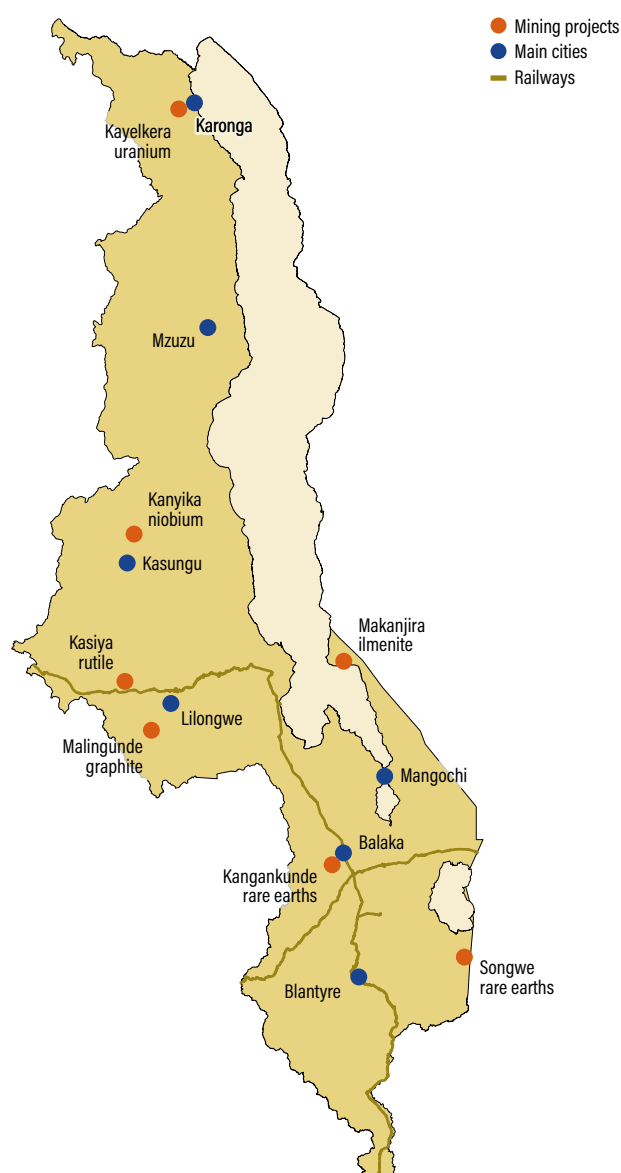 Mining projects
Main cities
Railways
Kayelkera
uranium
Karonga
Mzuzu
Kanyika
niobium
Kasungu
Makanjira
ilmenite
Kasiya
rutile
Lilongwe
Malingunde
graphite
Mangochi
Balaka
Kangankunde
rare earths
Songwe
rare earths
Blantyre